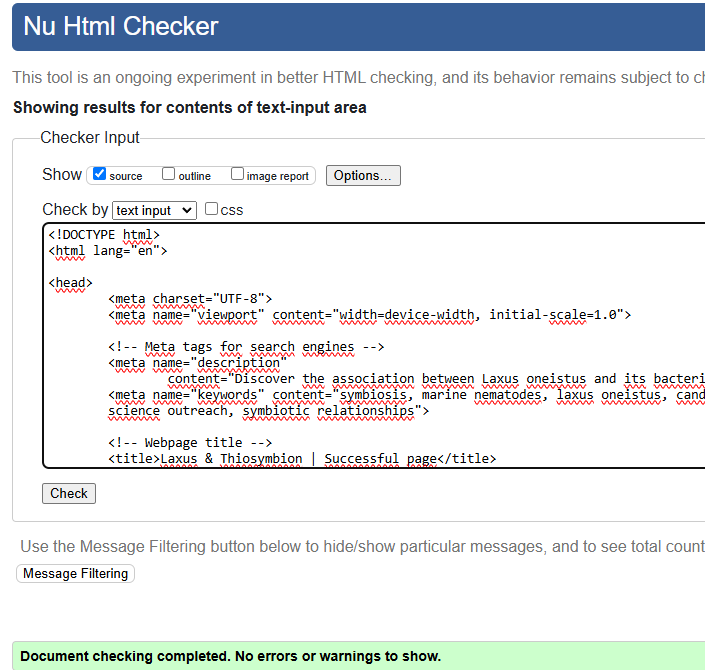 Nu Html Checker
This tool is an ongoing experiment in better HTML checking, and its behavior remains subject to
Showing results for contents of text-input area
Checker Input
Show source outline image report Options...
Check by text input css
<!DOCTYPE html>
<html lang="en">
<head>
<meta charset="UTF-8">
<meta name="viewport" content="width=device-width, initial-scale=1.0">
<!-- Meta tags for search engines -->
<meta name="description"
content="Discover the association between Laxus oneistus and its bacteri
<meta name="keywords" content="symbiosis, marine nematodes, laxus oneistus, cand
science outreach, symbiotic relationships">
<!-- Webpage title -->
<title>Laxus & Thiosymbion | Successful page</title>
Check
Use the Message Filtering button below to hide/show particular messages, and to see total count
Message Filtering
Document checking completed. No errors or warnings to show.